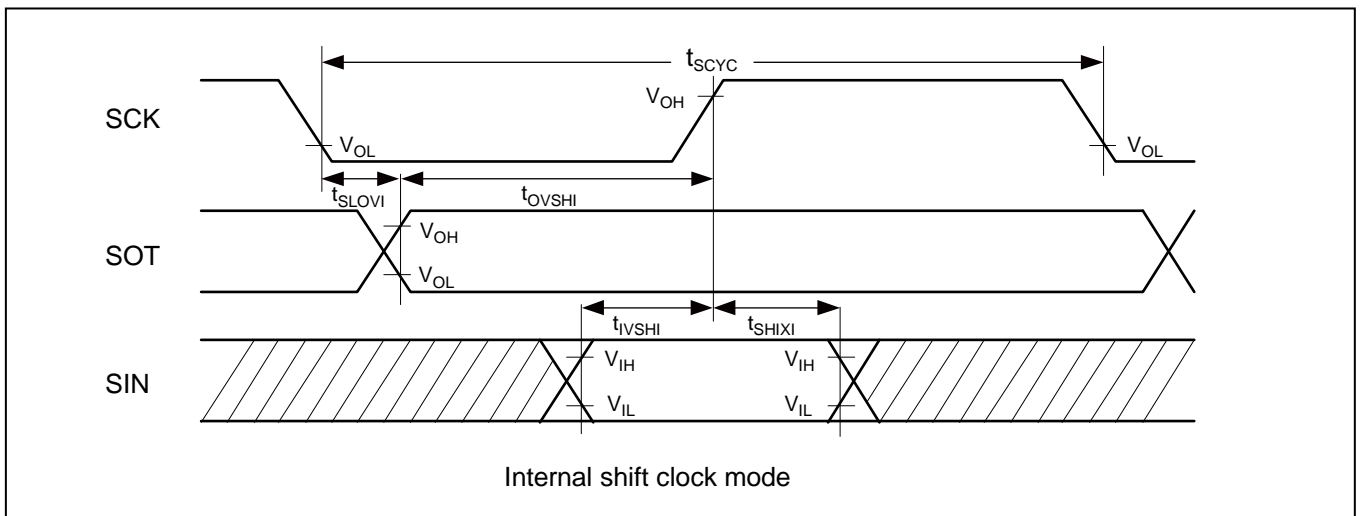 tSCYC
SCK
VOH
VOL
VOL
tSLOVI
tOVSHI
SOT
VOH
VOL
tIVSHI
tSHIXI
SIN
VIH
VIH
VIL
VIL
Internal shift clock mode